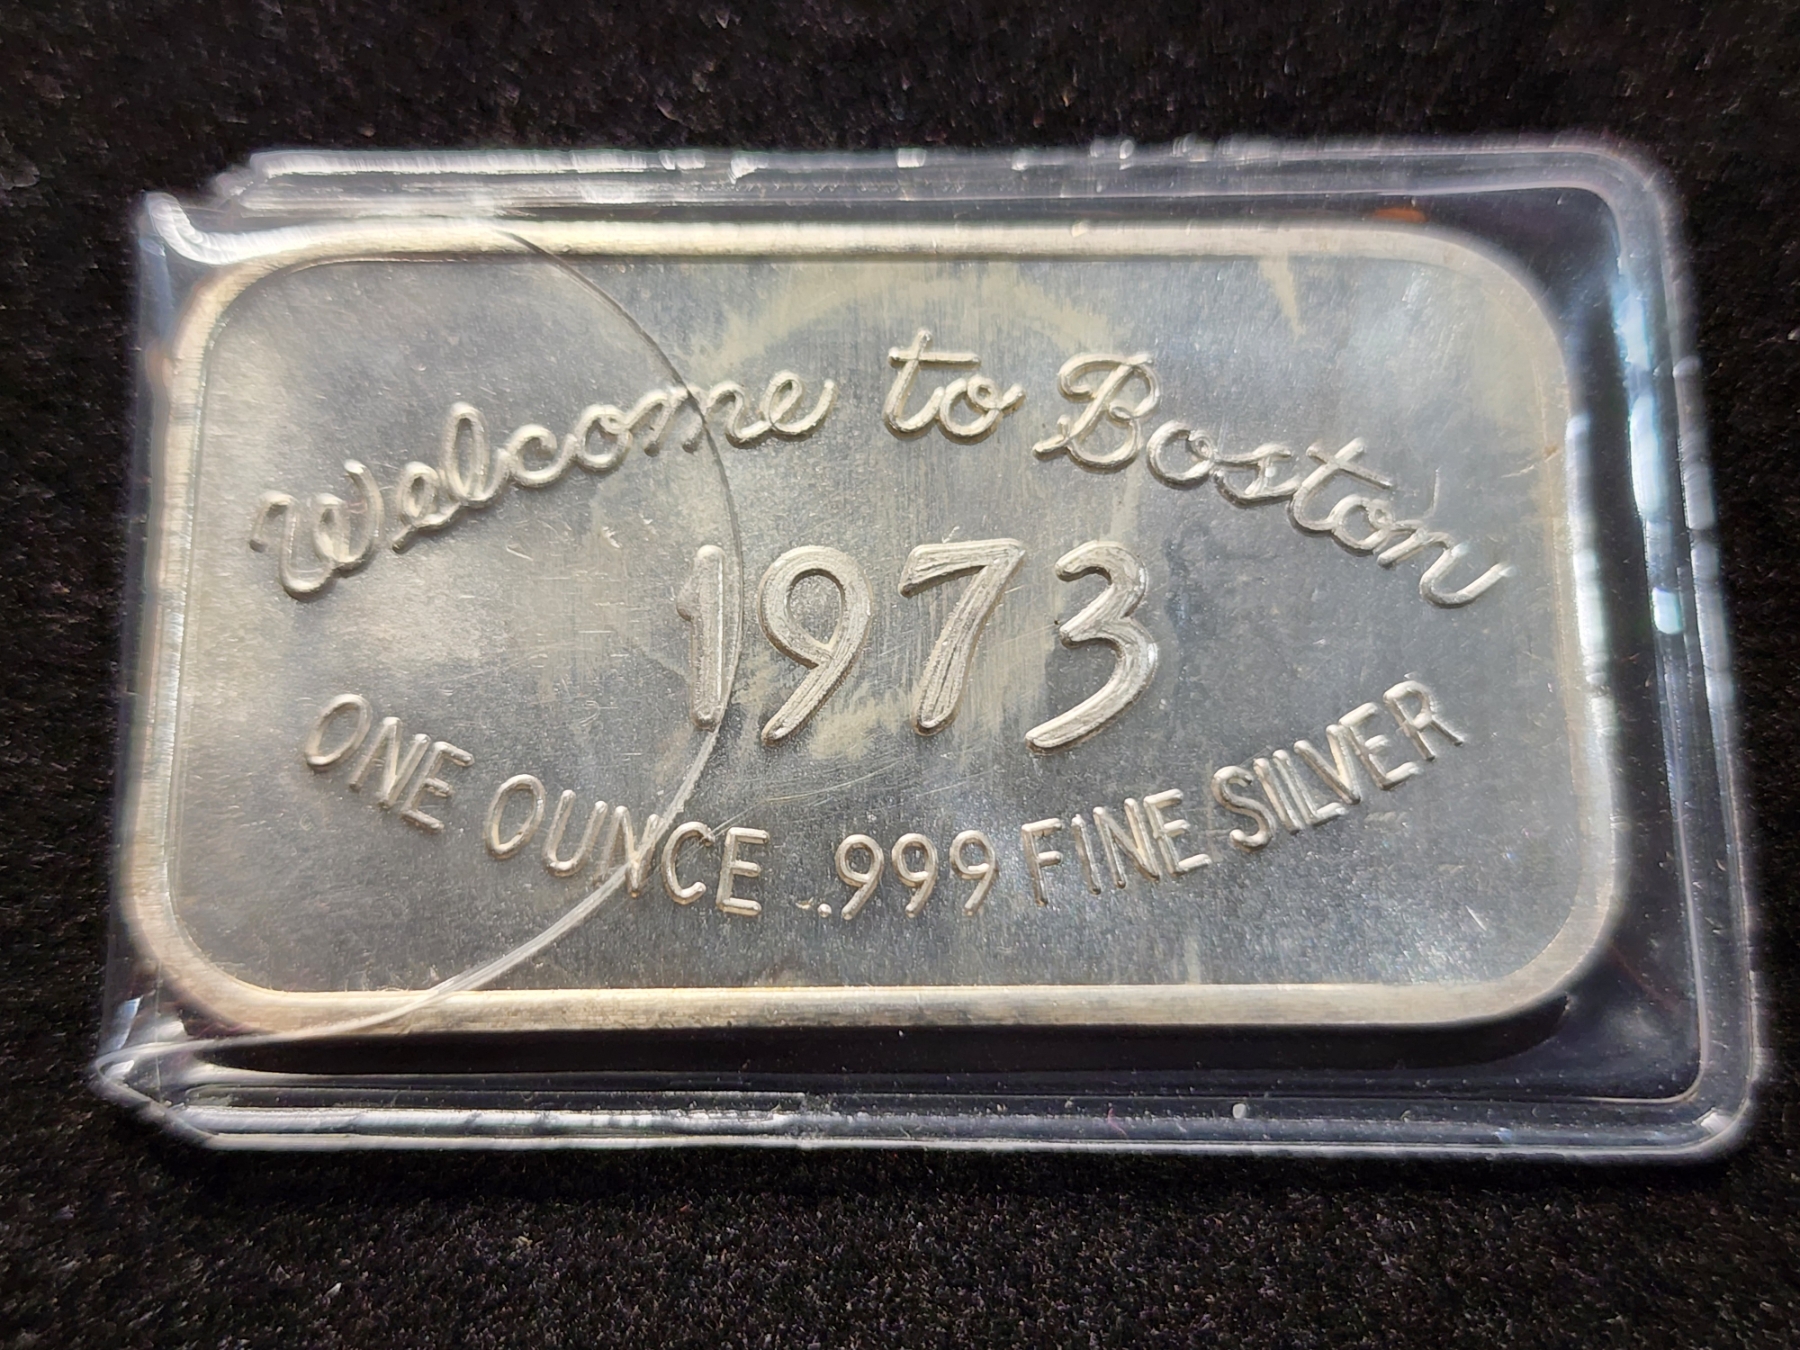 Welcome to Boston
1973
ONE OUNCE .999 FINE SILVER